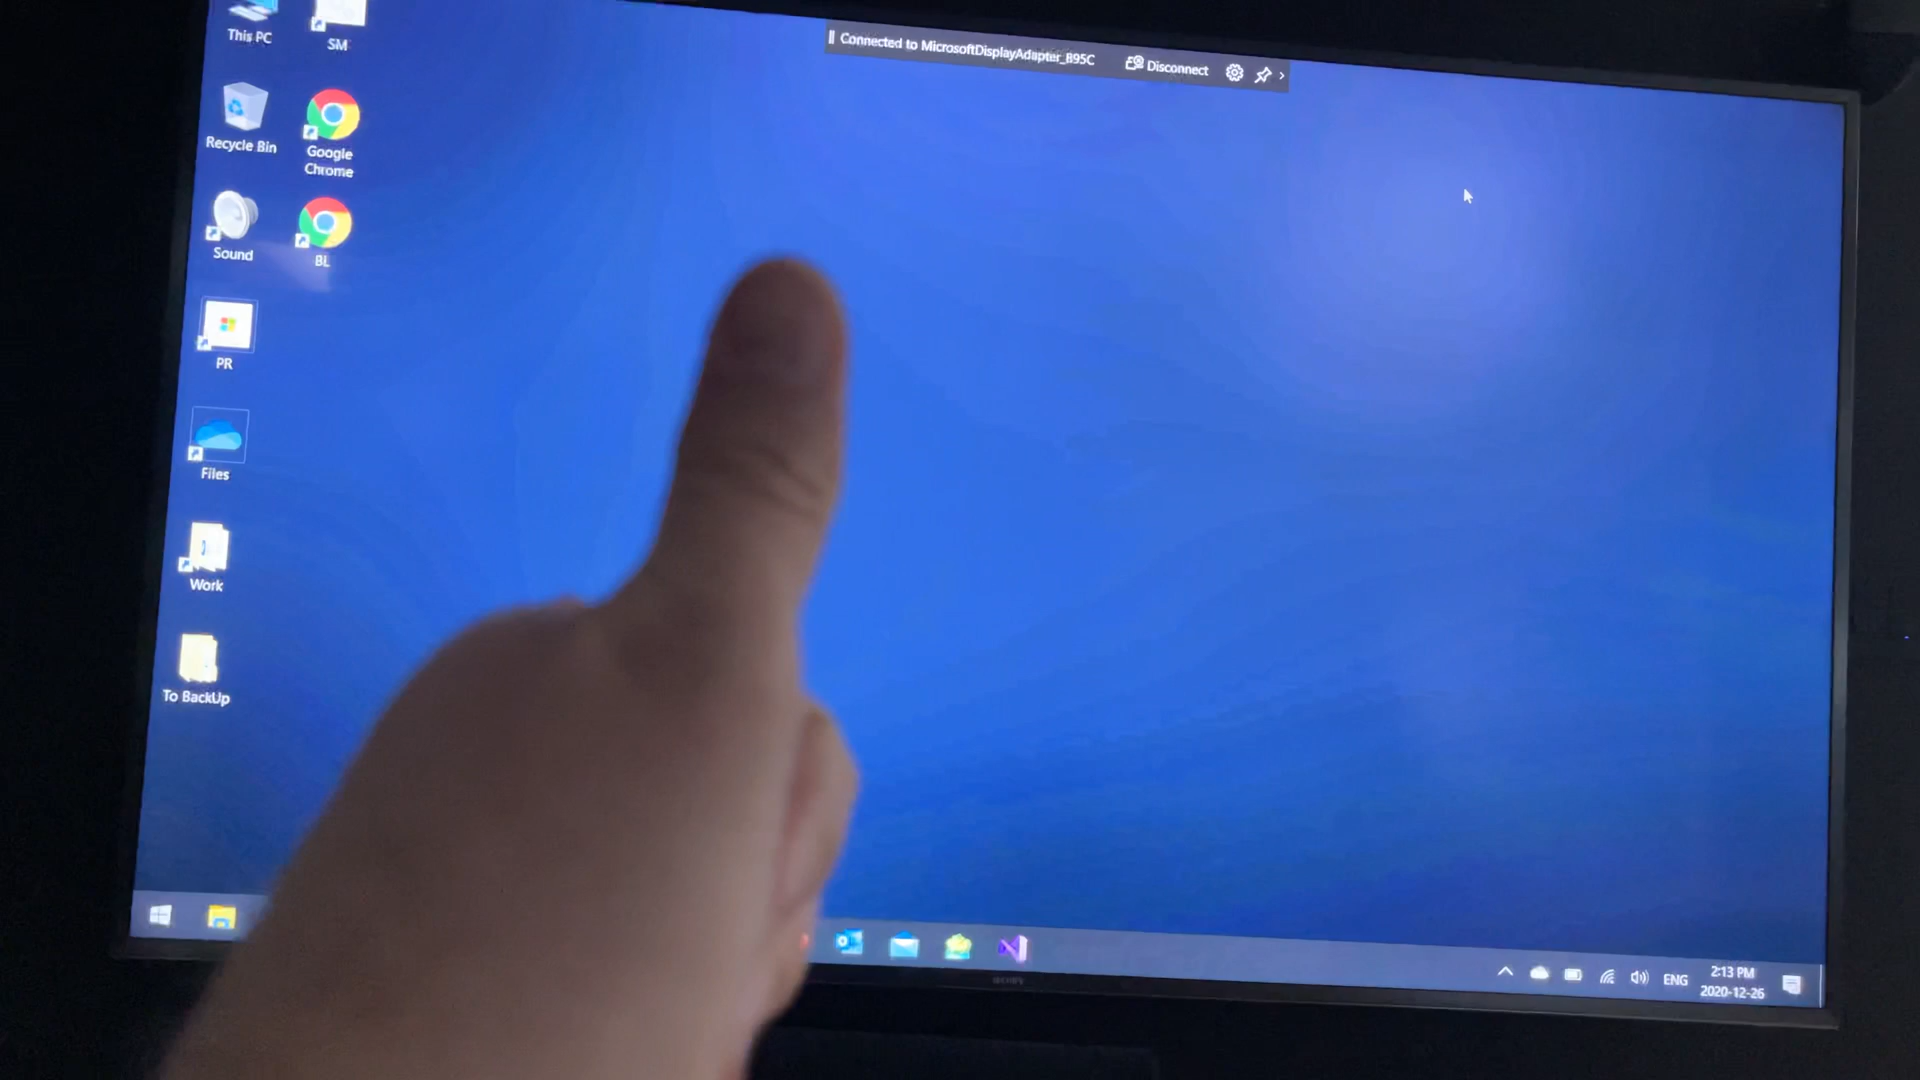 This PC
SM
Connected to MicrosoftDisplayAdapter_B95C
Disconnect
Recycle Bin
Google
Chrome
Sound
BL
PR
Files
Work
To BackUp
SONY
ENG
2:13 PM
2020-12-26